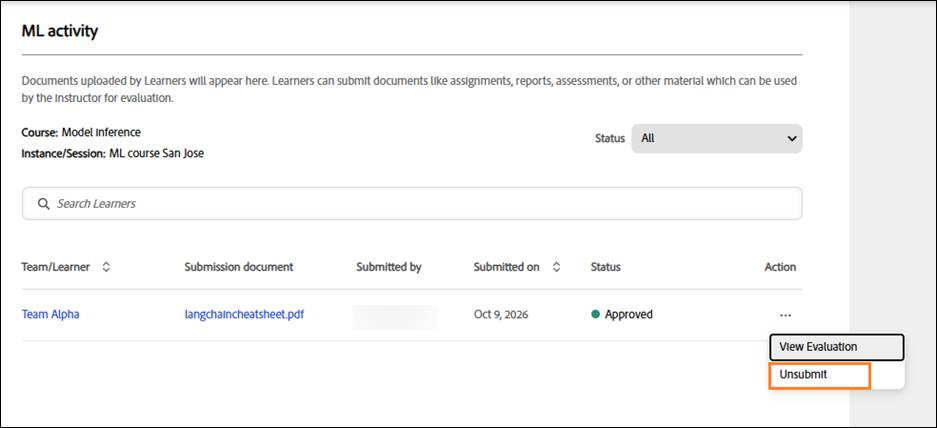 ML activity
Documents uploaded by Learners will appear here. Learners can submit documents like assignments, reports, assessments, or other material which can be used
by the instructor for evaluation.
Course: Model Inference
Status All
Instance/Session: ML course San Jose
Search Learners
Team/Learner Submission document Submitted by Submitted on Status Action
Team Alpha langchaincheatsheet.pdf Oct 9, 2026 Approved ...
View Evaluation
Unsubmit